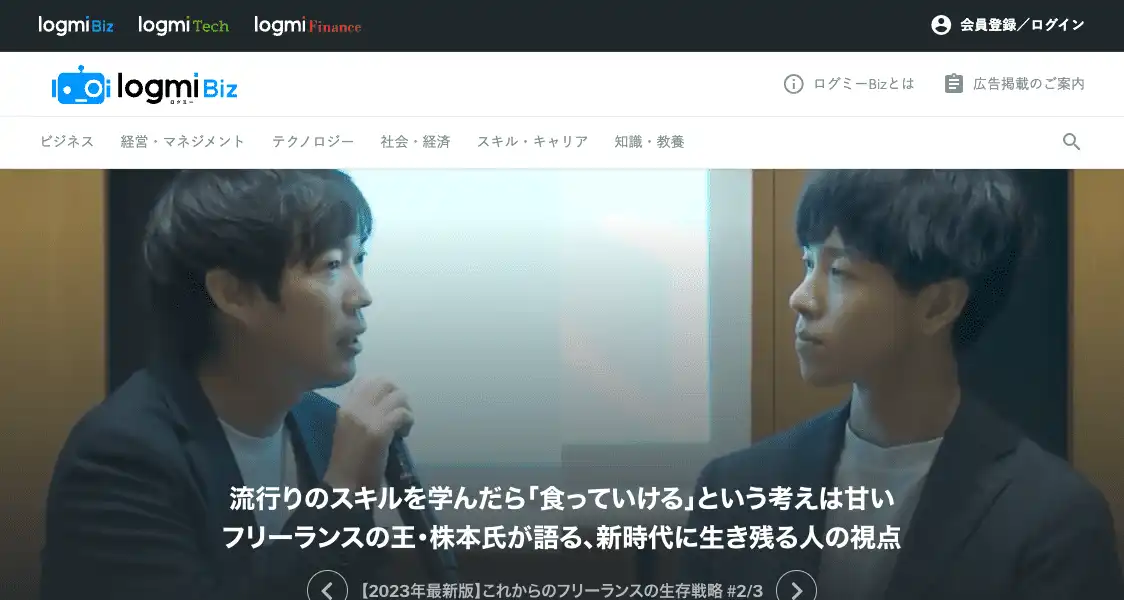 logmi Biz logmi Tech logmi Finance 会員登録／ログイン
logmi Biz ログミーBizとは 広告掲載のご案内
ログミー
ビジネス 経営・マネジメント テクノロジー 社会・経済 スキル・キャリア 知識・教養
流行りのスキルを学んだら「食っていける」という考えは甘い
フリーランスの王・株本氏が語る、新時代に生き残る人の視点
【2023年最新版】これからのフリーランスの生存戦略 #2/3